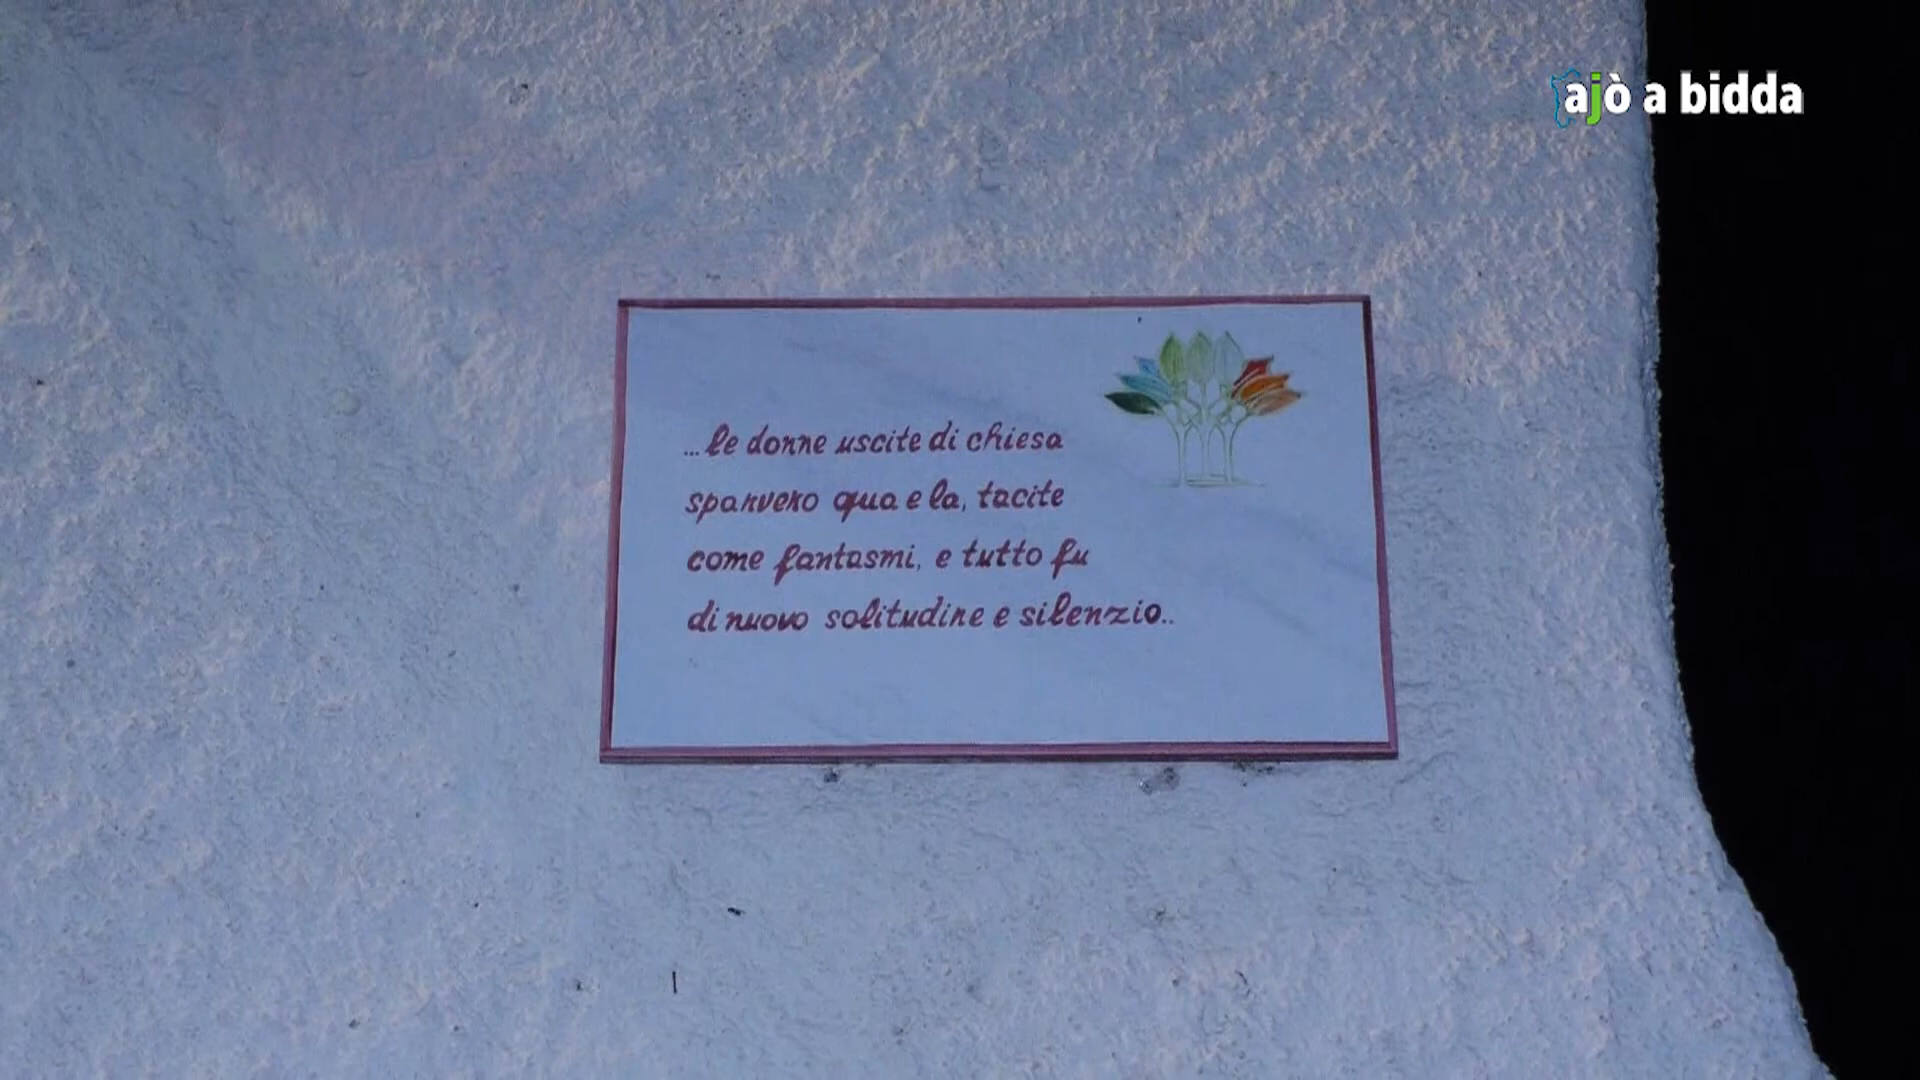 ajò a bidda
...le donne uscite di chiesa
sparvero qua e la, tacite
come fantasmi, e tutto fu
di nuovo solitudine e silenzio..